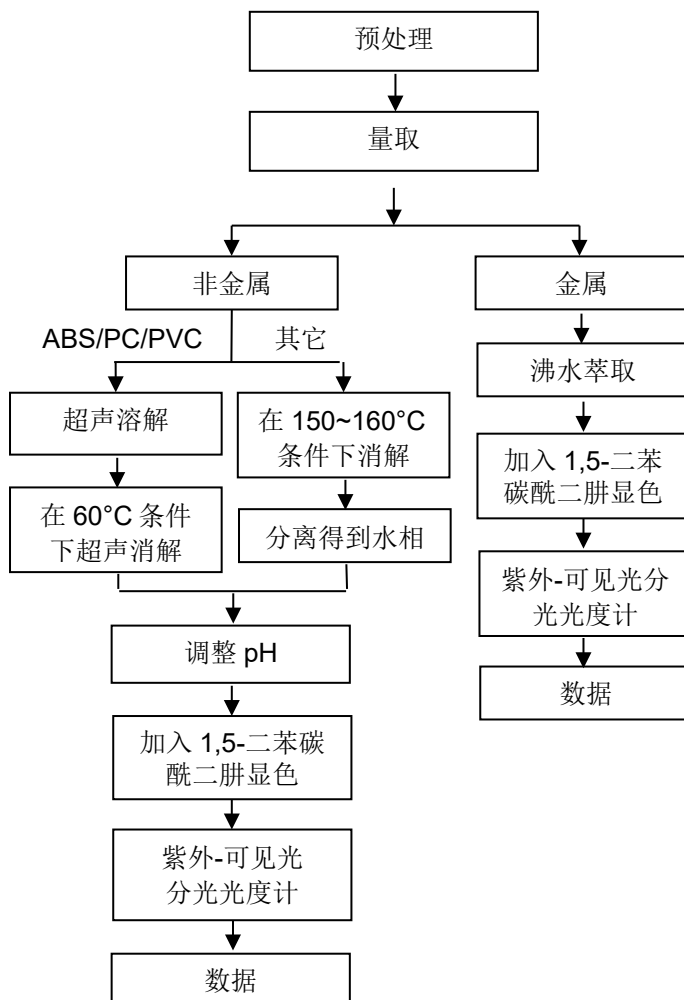 预处理
量取
非金属
金属
ABS/PC/PVC
其它
沸水萃取
超声溶解
在 150~160°C
条件下消解
加入 1,5-二苯
碳酰二肼显色
在 60°C 条件
下超声消解
分离得到水相
紫外-可见光分
光光度计
调整 pH
数据
加入 1,5-二苯碳
酰二肼显色
紫外-可见光
分光光度计
数据